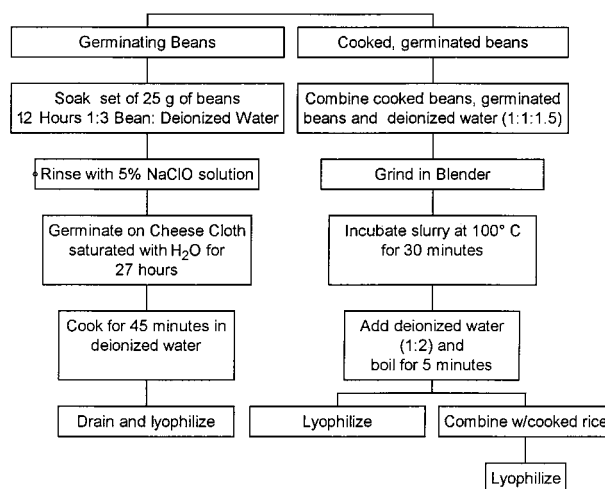 Germinating Beans
Soak set of 25 g of beans
12 Hours 1:3 Bean: Deionized Water
Rinse with 5% NaClO solution
Germinate on Cheese Cloth
saturated with H₂O for
27 hours
Cook for 45 minutes in
deionized water
Drain and lyophilize
Cooked, germinated beans
Combine cooked beans, germinated
beans and deionized water (1:1:1.5)
Grind in Blender
Incubate slurry at 100° C
for 30 minutes
Add deionized water
(1:2) and
boil for 5 minutes
Lyophilize
Combine w/cooked rice
Lyophilize